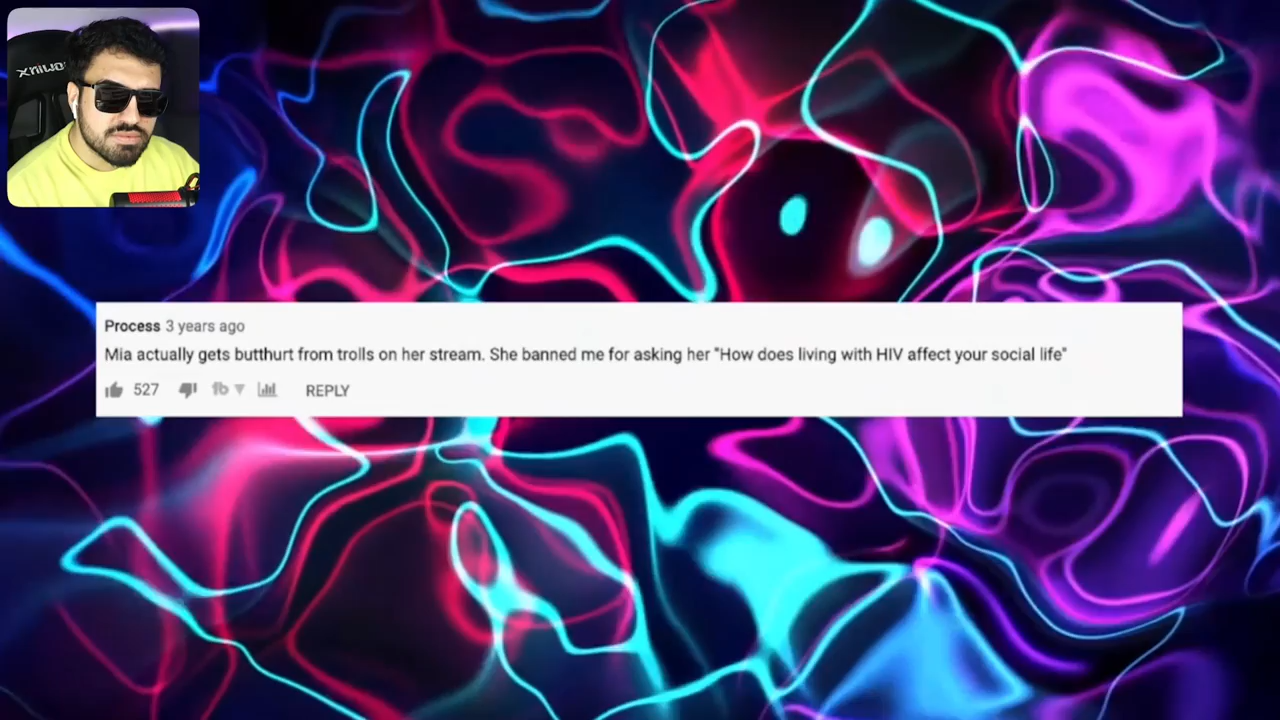 Process 3 years ago
Mia actually gets butthurt from trolls on her stream. She banned me for asking her "How does living with HIV affect your social life"
527 REPLY